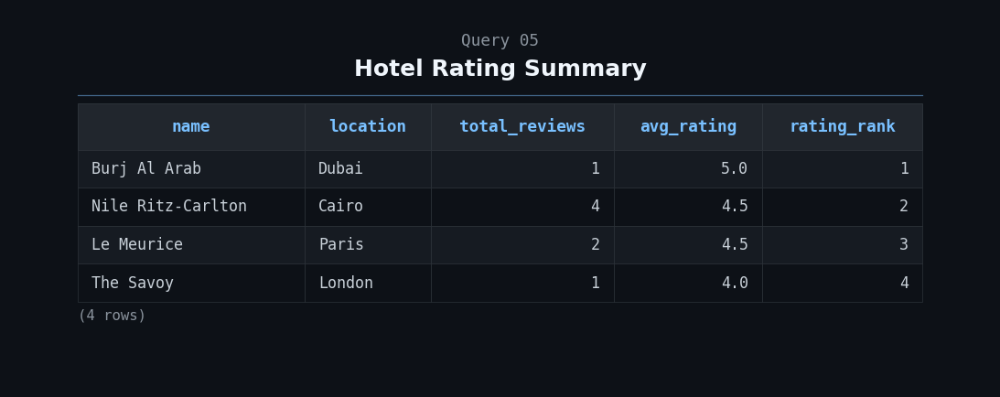 Query 05
Hotel Rating Summary
name location total_reviews avg_rating rating_rank
Burj Al Arab Dubai 1 5.0 1
Nile Ritz-Carlton Cairo 4 4.5 2
Le Meurice Paris 2 4.5 3
The Savoy London 1 4.0 4
(4 rows)